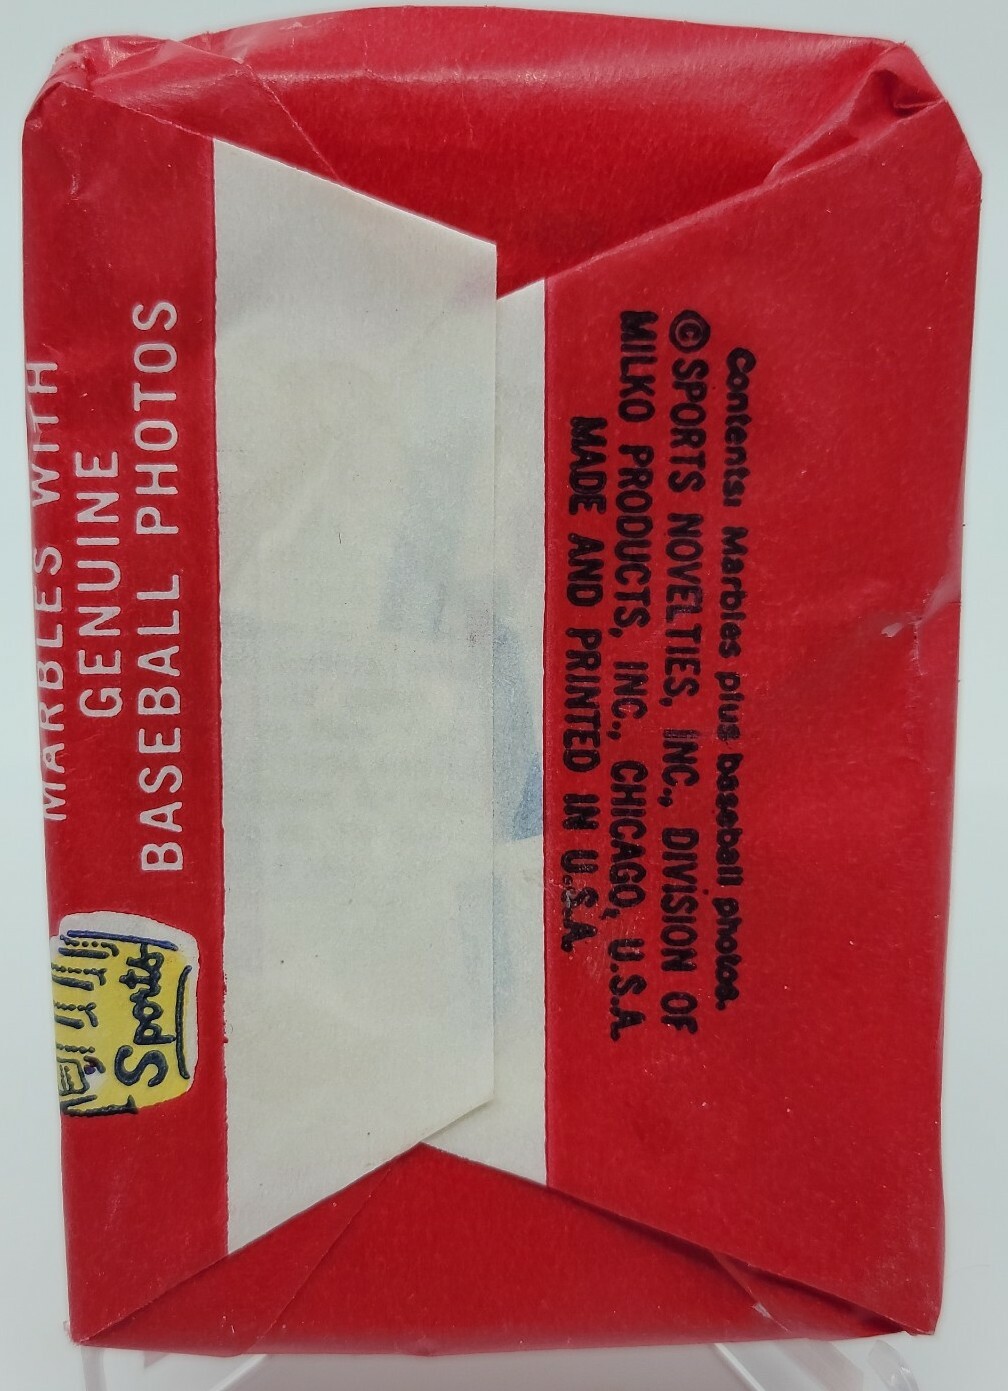 MARBLES WITH
GENUINE
BASEBALL PHOTOS
Sports
Contents: Marbles plus baseball photos.
©SPORTS NOVELTIES, INC., DIVISION OF
MILKO PRODUCTS, INC., CHICAGO, U.S.A.
MADE AND PRINTED IN U.S.A.